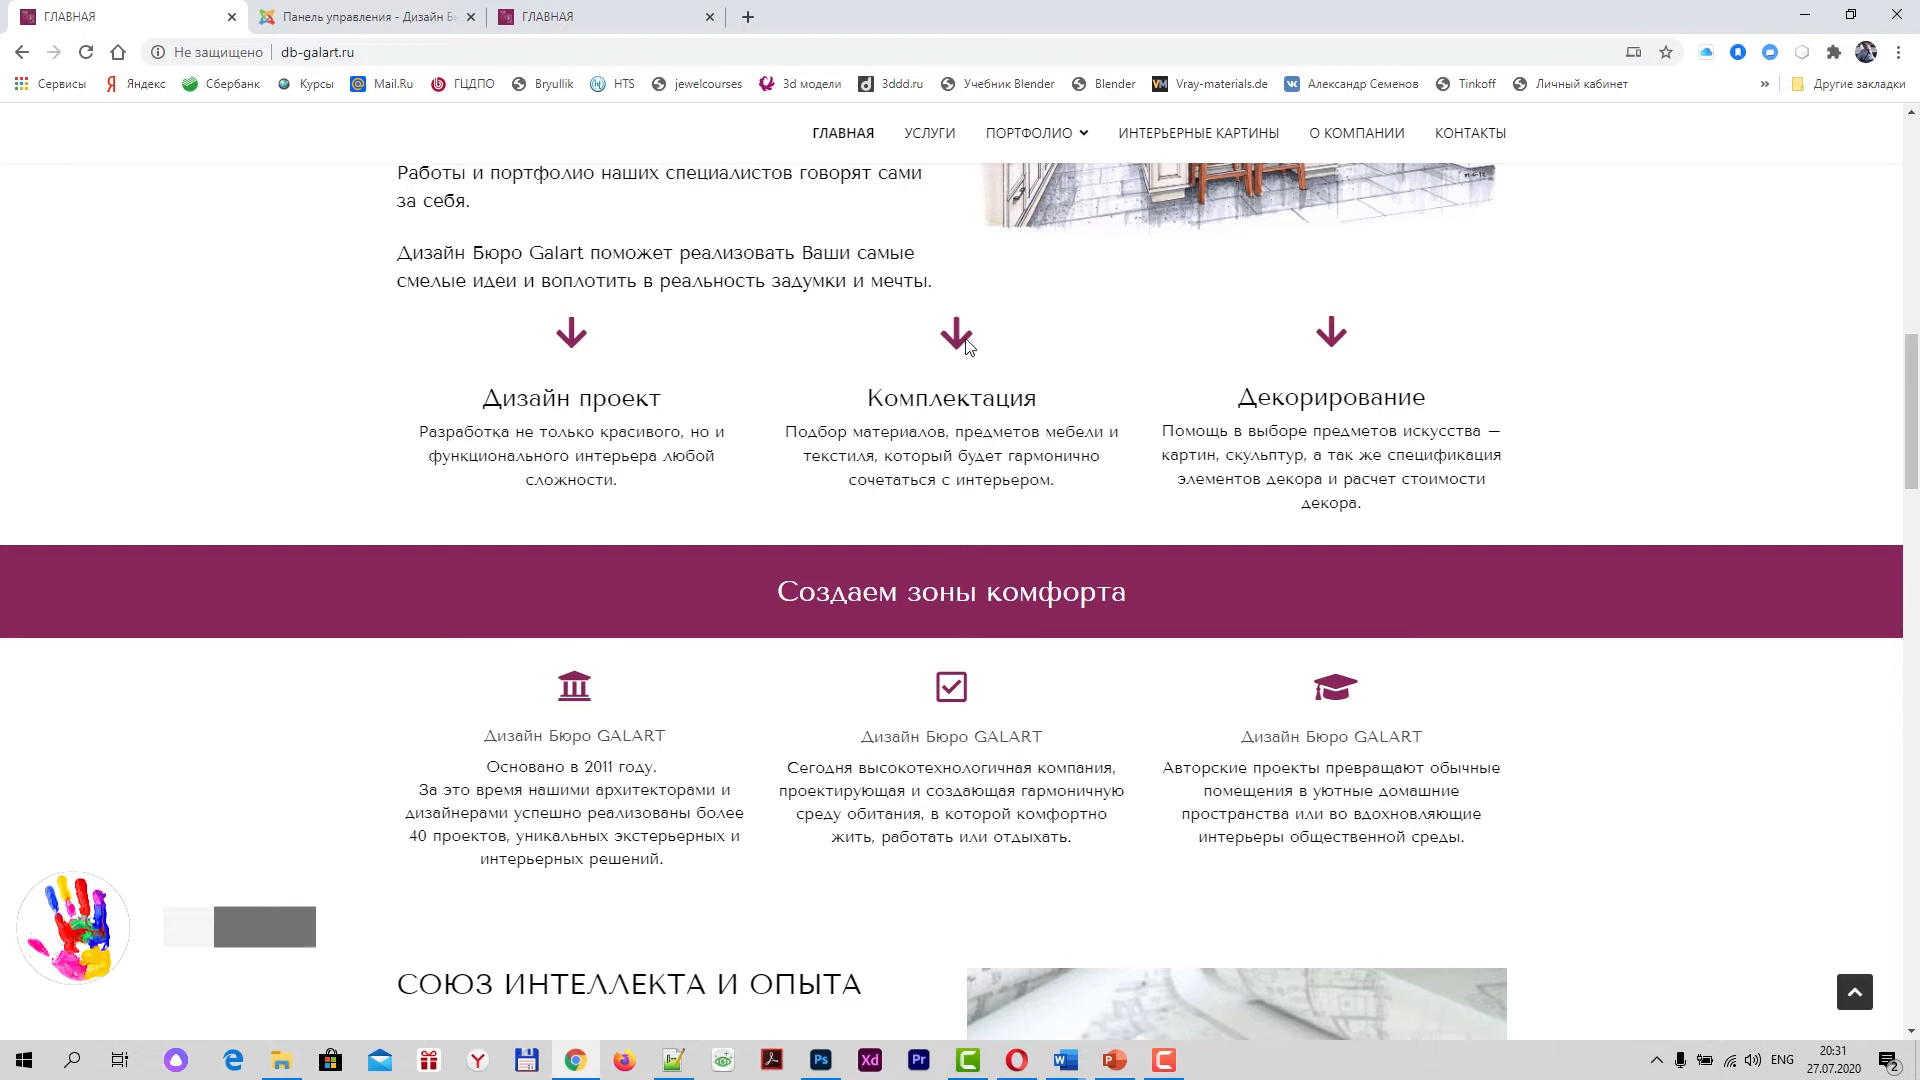 ГЛАВНАЯ
Панель управления - Дизайн Б
ГЛАВНАЯ
Не защищено
db-galart.ru
Сервисы
Яндекс
Сбербанк
Курсы
Mail.Ru
ГЦДПО
Bryullik
HTS
jewelcourses
3d модели
3ddd.ru
Учебник Blender
Blender
Vray-materials.de
Александр Семенов
Tinkoff
Личный кабинет
»
Другие закладки
ГЛАВНАЯ
УСЛУГИ
ПОРТФОЛИО
ИНТЕРЬЕРНЫЕ КАРТИНЫ
О КОМПАНИИ
КОНТАКТЫ
Работы и портфолио наших специалистов говорят сами
за себя.
Дизайн Бюро Galart поможет реализовать Ваши самые
смелые идеи и воплотить в реальность задумки и мечты.
Дизайн проект
Разработка не только красивого, но и
функционального интерьера любой
сложности.
Комплектация
Подбор материалов, предметов мебели и
текстиля, который будет гармонично
сочетаться с интерьером.
Декорирование
Помощь в выборе предметов искусства –
картин, скульптур, а так же спецификация
элементов декора и расчет стоимости
декора.
Создаем зоны комфорта
Дизайн Бюро GALART
Основано в 2011 году.
За это время нашими архитекторами и
дизайнерами успешно реализованы более
40 проектов, уникальных экстерьерных и
интерьерных решений.
Дизайн Бюро GALART
Сегодня высокотехнологичная компания,
проектирующая и создающая гармоничную
среду обитания, в которой комфортно
жить, работать или отдыхать.
Дизайн Бюро GALART
Авторские проекты превращают обычные
помещения в уютные домашние
пространства или во вдохновляющие
интерьеры общественной среды.
СОЮЗ ИНТЕЛЛЕКТА И ОПЫТА
Ps
Xd
Pr
ENG
20:31
27.07.2020
2